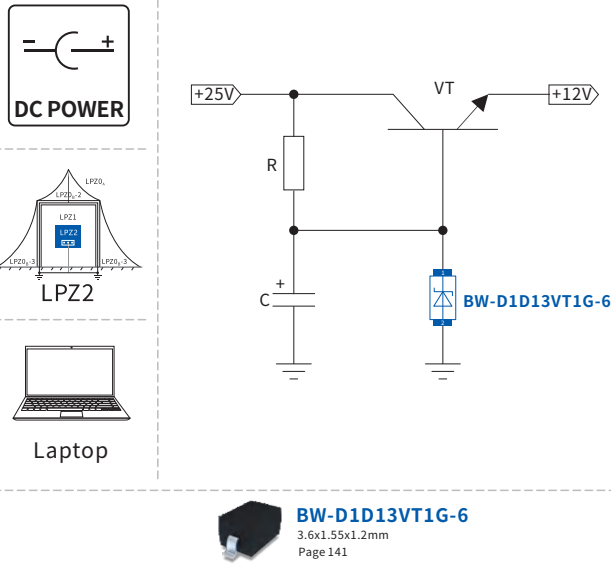 − +
DC POWER
LPZ0A
LPZ0B-2
LPZ1
LPZ2
LPZ0B-3
LPZ0B-3
LPZ2
Laptop
+25V
VT
+12V
R
+
C
1
2
BW-D1D13VT1G-6
BW-D1D13VT1G-6
3.6x1.55x1.2mm
Page 141